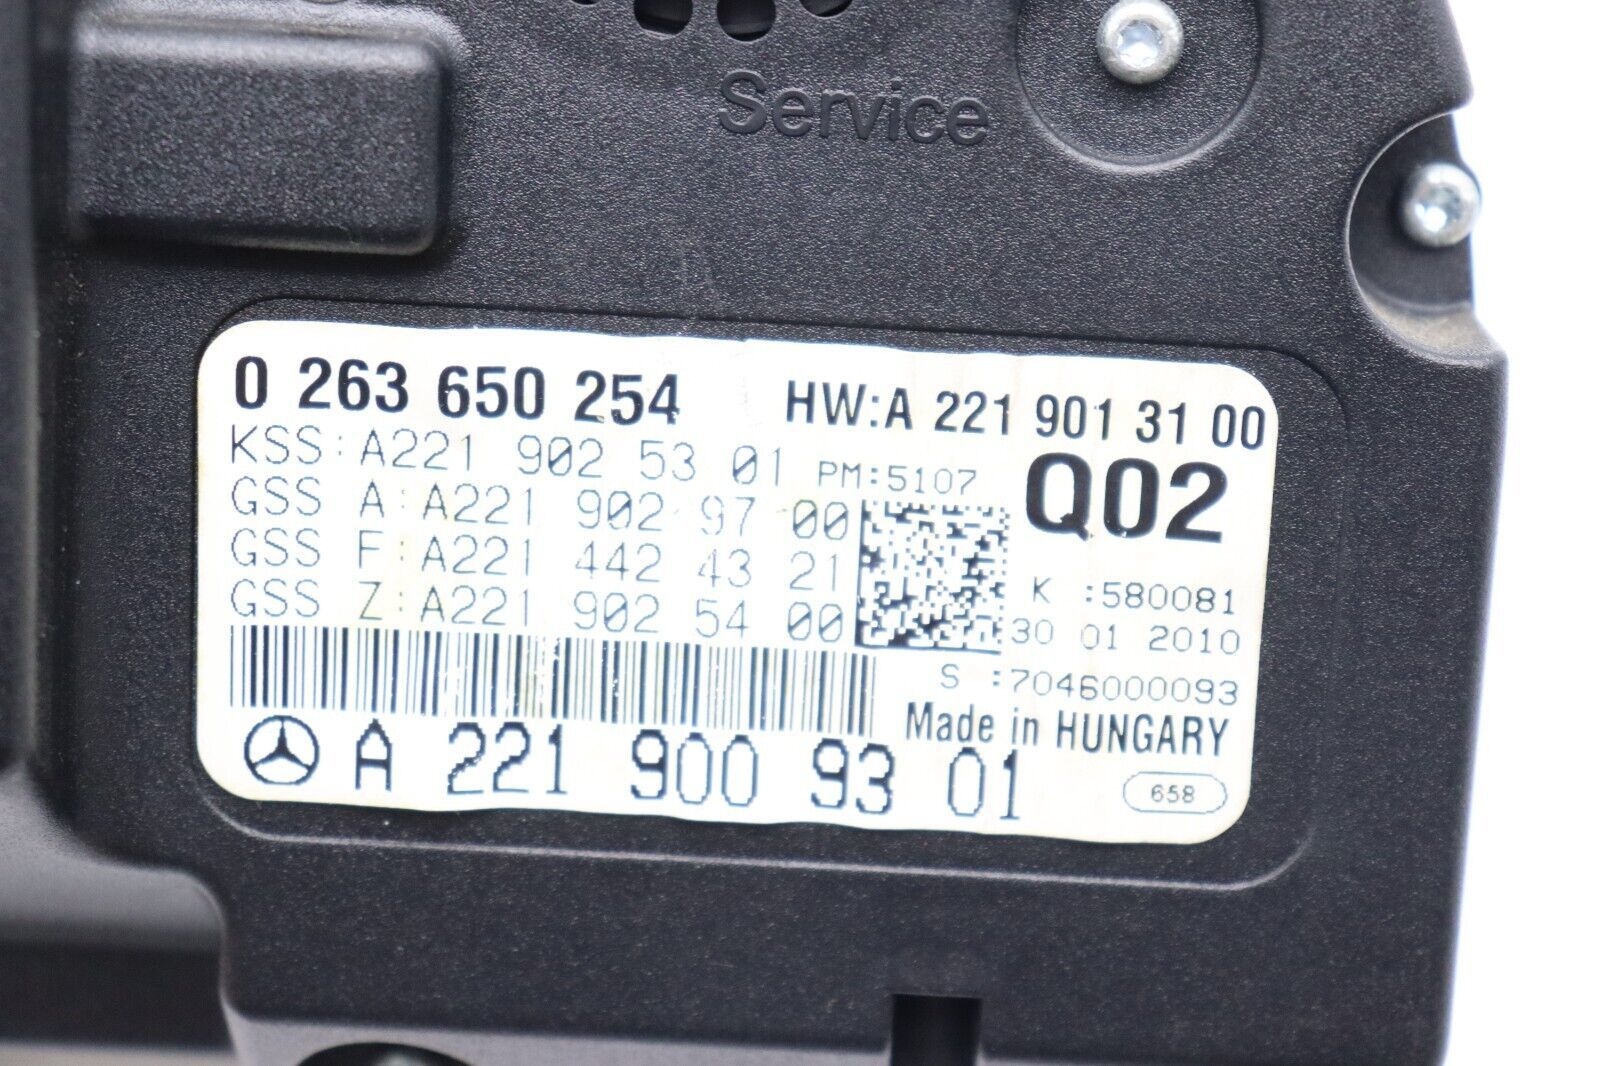 Service
0 263 650 254 HW:A 221 901 31 00
KSS:A221 902 53 01 PM:5107 Q02
GSS A:A221 902 97 00
GSS F:A221 442 43 21
GSS Z:A221 902 54 00
K :580081
30 01 2010
S :7046000093
Made in HUNGARY
A 221 900 93 01
658